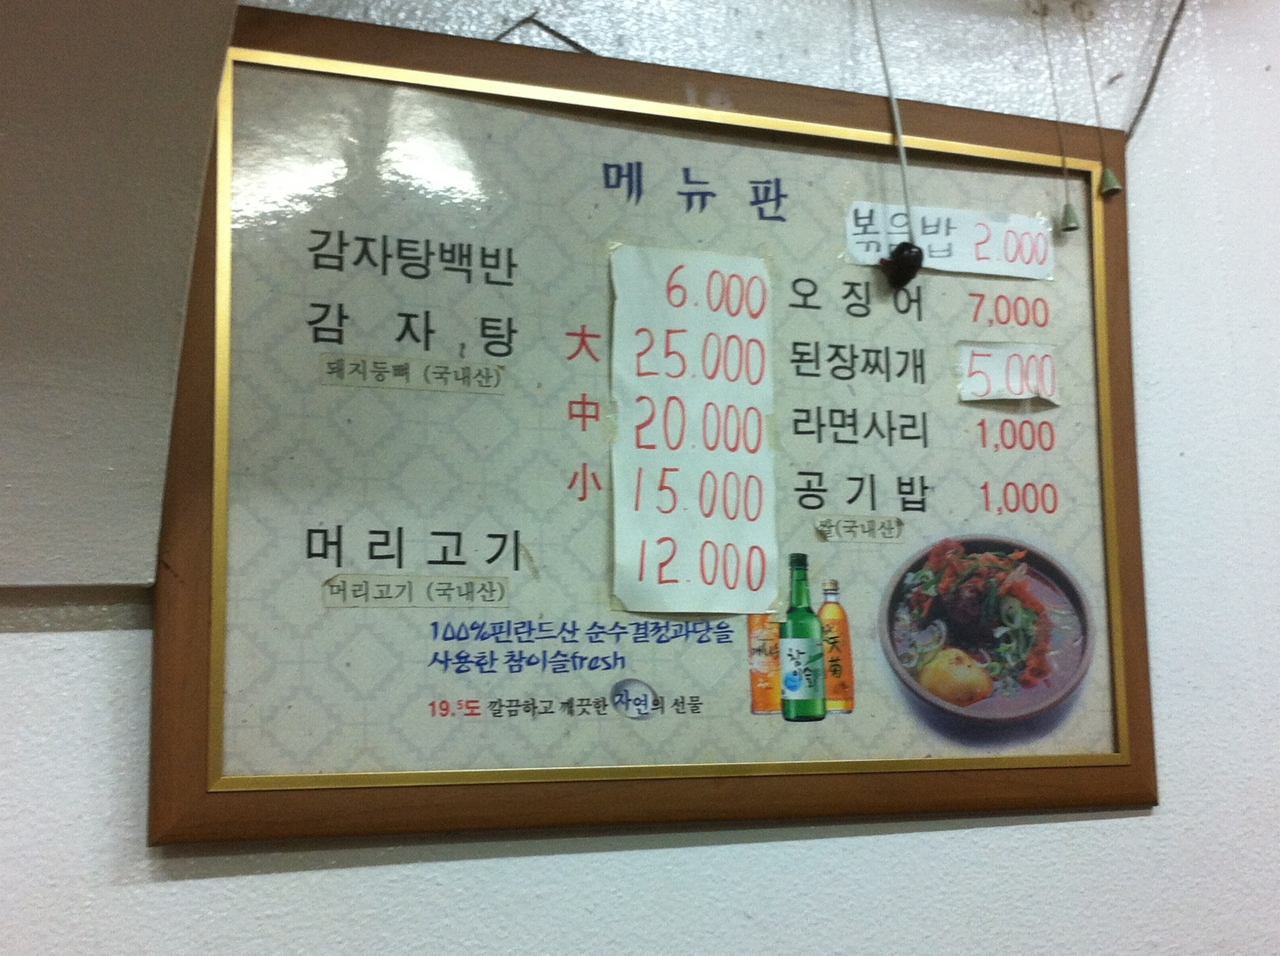 메뉴판
볶음밥 2.000
감자탕백반 6.000
감자탕 大 25.000
돼지등뼈 (국내산)
中 20.000
小 15.000
머리고기 12.000
머리고기 (국내산)
오징어 7,000
된장찌개 5.000
라면사리 1,000
공기밥 1,000
쌀(국내산)
100%핀란드산 순수결정과당을
사용한 참이슬fresh
19.5도 깔끔하고 깨끗한 자연의 선물
참이슬